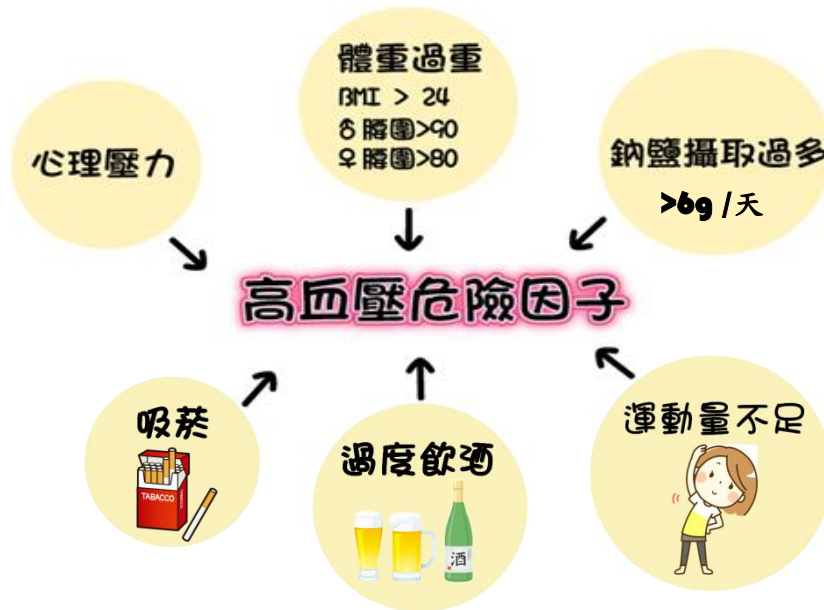 體重過重
BMI > 24
♂腰圍>90
♀腰圍>80
心理壓力
鈉鹽攝取過多
>6g /天
高血壓危險因子
吸菸
TABACCO
過度飲酒
酒
運動量不足